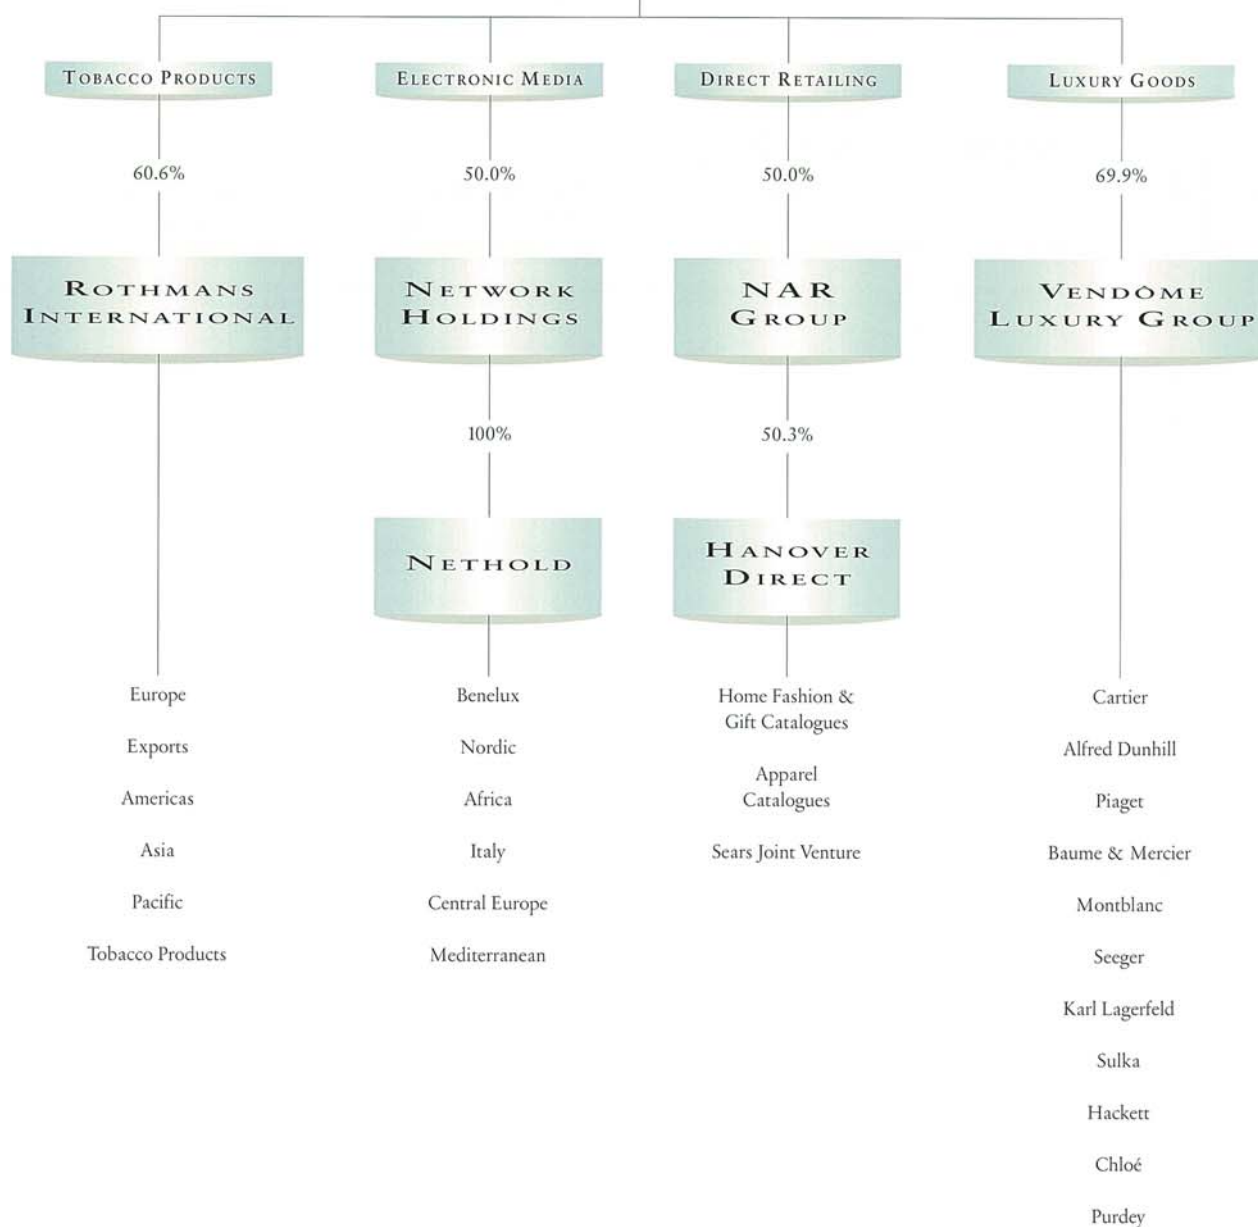 TOBACCO PRODUCTS
ELECTRONIC MEDIA
DIRECT RETAILING
LUXURY GOODS
60.6%
50.0%
50.0%
69.9%
ROTHMANS
INTERNATIONAL
NETWORK
HOLDINGS
NAR
GROUP
VENDÔME
LUXURY GROUP
100%
50.3%
NETHOLD
HANOVER
DIRECT
Europe
Exports
Americas
Asia
Pacific
Tobacco Products
Benelux
Nordic
Africa
Italy
Central Europe
Mediterranean
Home Fashion &
Gift Catalogues
Apparel
Catalogues
Sears Joint Venture
Cartier
Alfred Dunhill
Piaget
Baume & Mercier
Montblanc
Seeger
Karl Lagerfeld
Sulka
Hackett
Chloé
Purdey